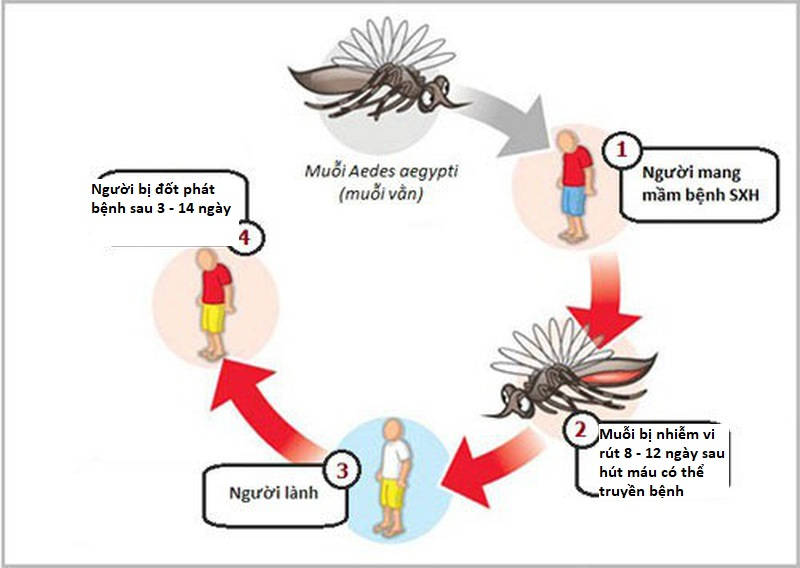 Muỗi Aedes aegypti
(muỗi vằn)
1
Người mang
mầm bệnh SXH
2
Muỗi bị nhiễm vi
rút 8 - 12 ngày sau
hút máu có thể
truyền bệnh
3
Người lành
4
Người bị đốt phát
bệnh sau 3 - 14 ngày